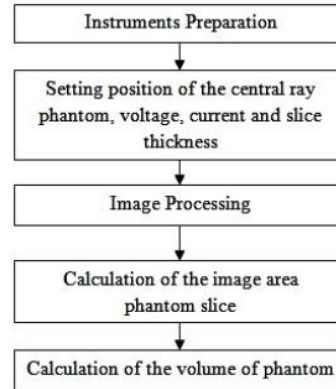 Instruments Preparation
Setting position of the central ray
phantom, voltage, current and slice
thickness
Image Processing
Calculation of the image area
phantom slice
Calculation of the volume of phantom